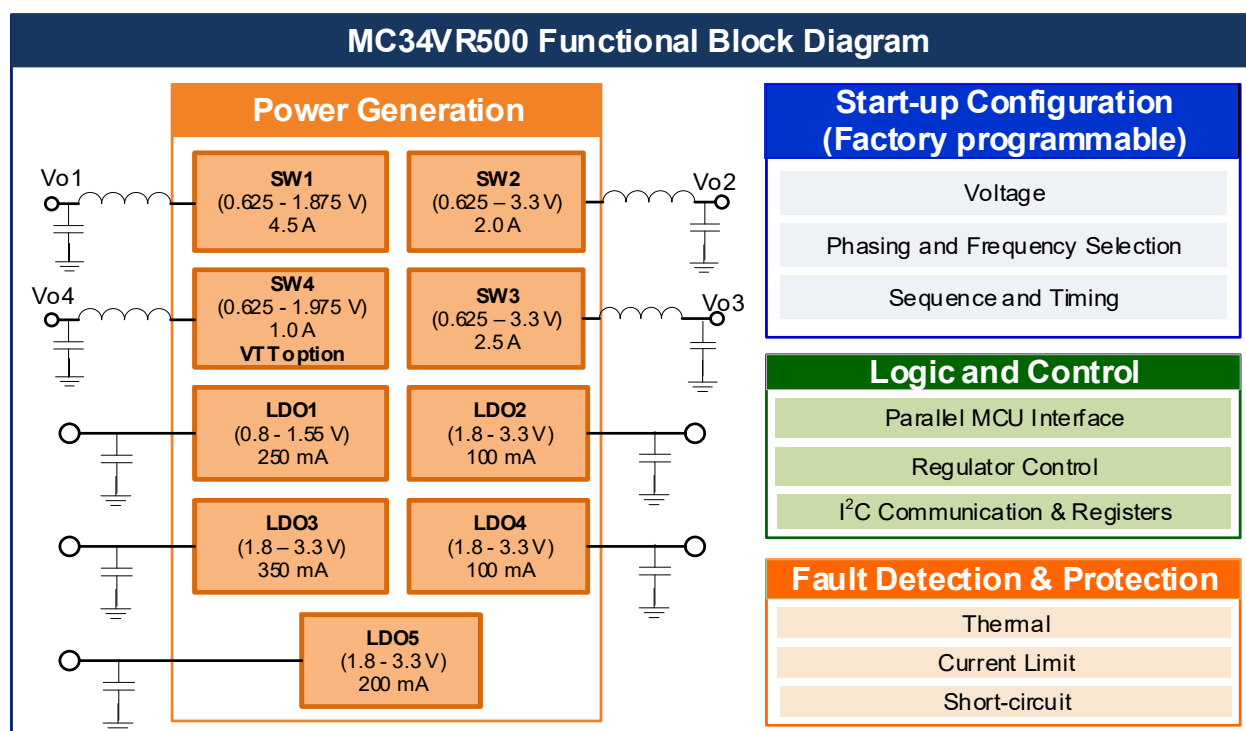 MC34VR500 Functional Block Diagram
Power Generation
Vo1
SW1
(0.625 - 1.875 V)
4.5 A
SW2
(0.625 – 3.3 V)
2.0 A
Vo2
Vo4
SW4
(0.625 - 1.975 V)
1.0 A
VTT option
SW3
(0.625 – 3.3 V)
2.5 A
Vo3
LDO1
(0.8 - 1.55 V)
250 mA
LDO2
(1.8 - 3.3 V)
100 mA
LDO3
(1.8 – 3.3 V)
350 mA
LDO4
(1.8 - 3.3 V)
100 mA
LDO5
(1.8 - 3.3 V)
200 mA
Start-up Configuration
(Factory programmable)
Voltage
Phasing and Frequency Selection
Sequence and Timing
Logic and Control
Parallel MCU Interface
Regulator Control
I²C Communication & Registers
Fault Detection & Protection
Thermal
Current Limit
Short-circuit